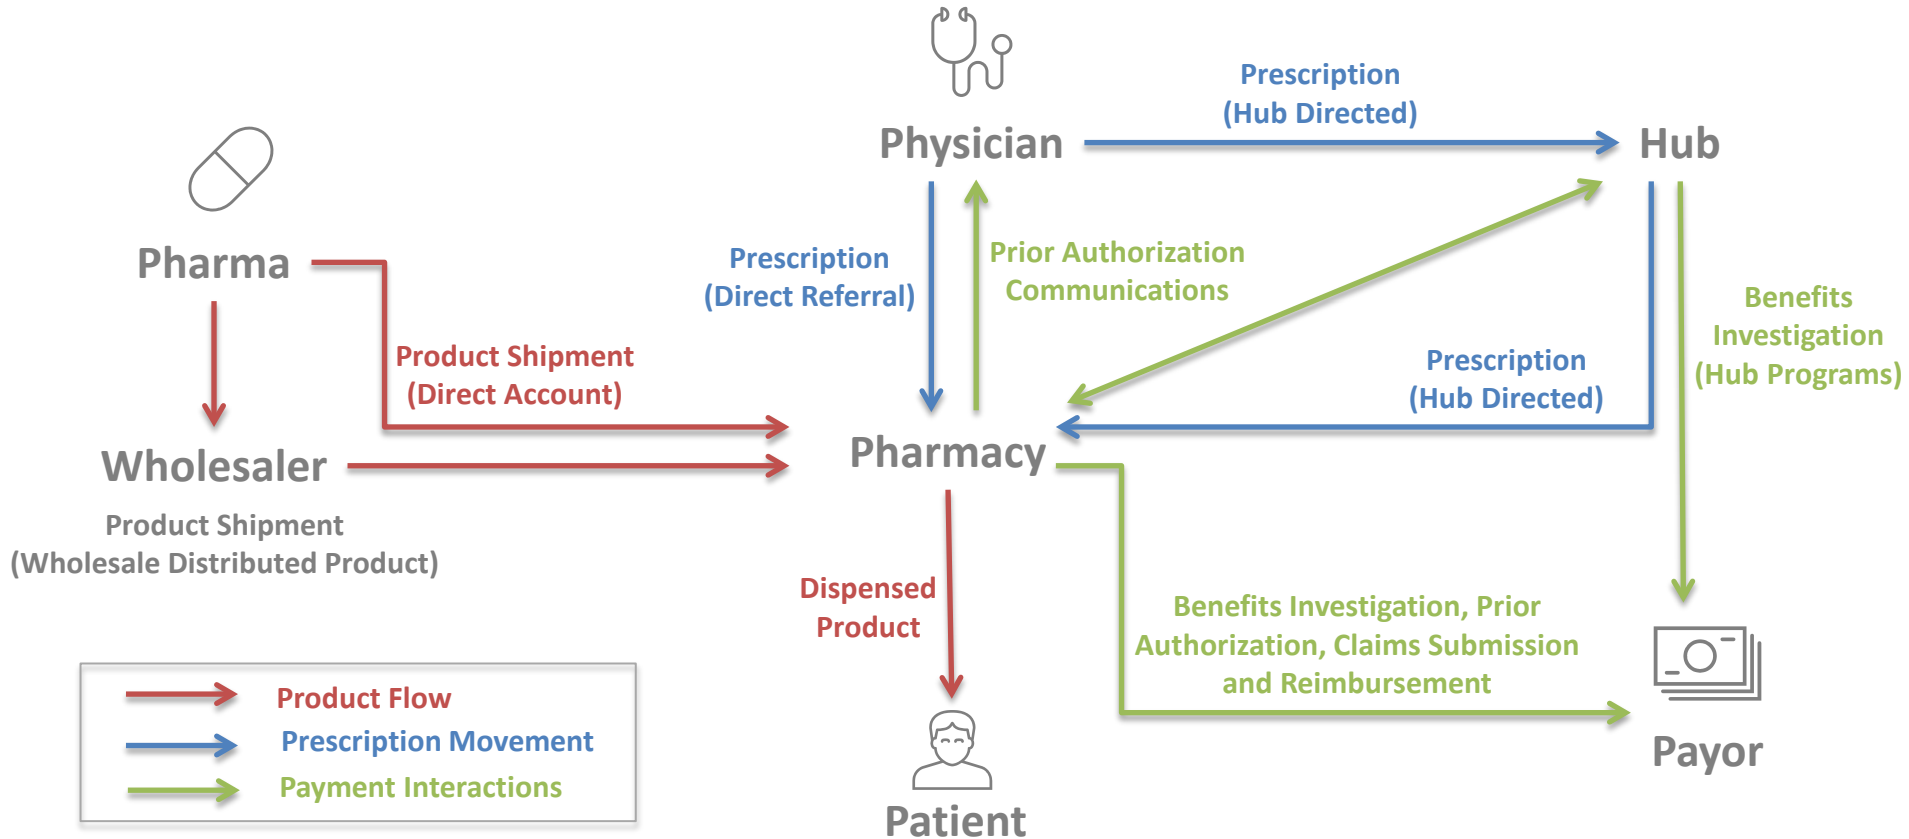 Prescription
(Hub Directed)
Physician
Hub
Pharma
Prescription
(Direct Referral)
Prior Authorization
Communications
Benefits
Investigation
(Hub Programs)
Product Shipment
(Direct Account)
Prescription
(Hub Directed)
Wholesaler
Product Shipment
(Wholesale Distributed Product)
Pharmacy
Dispensed
Product
Benefits Investigation, Prior
Authorization, Claims Submission
and Reimbursement
Product Flow
Prescription Movement
Payment Interactions
Payor
Patient